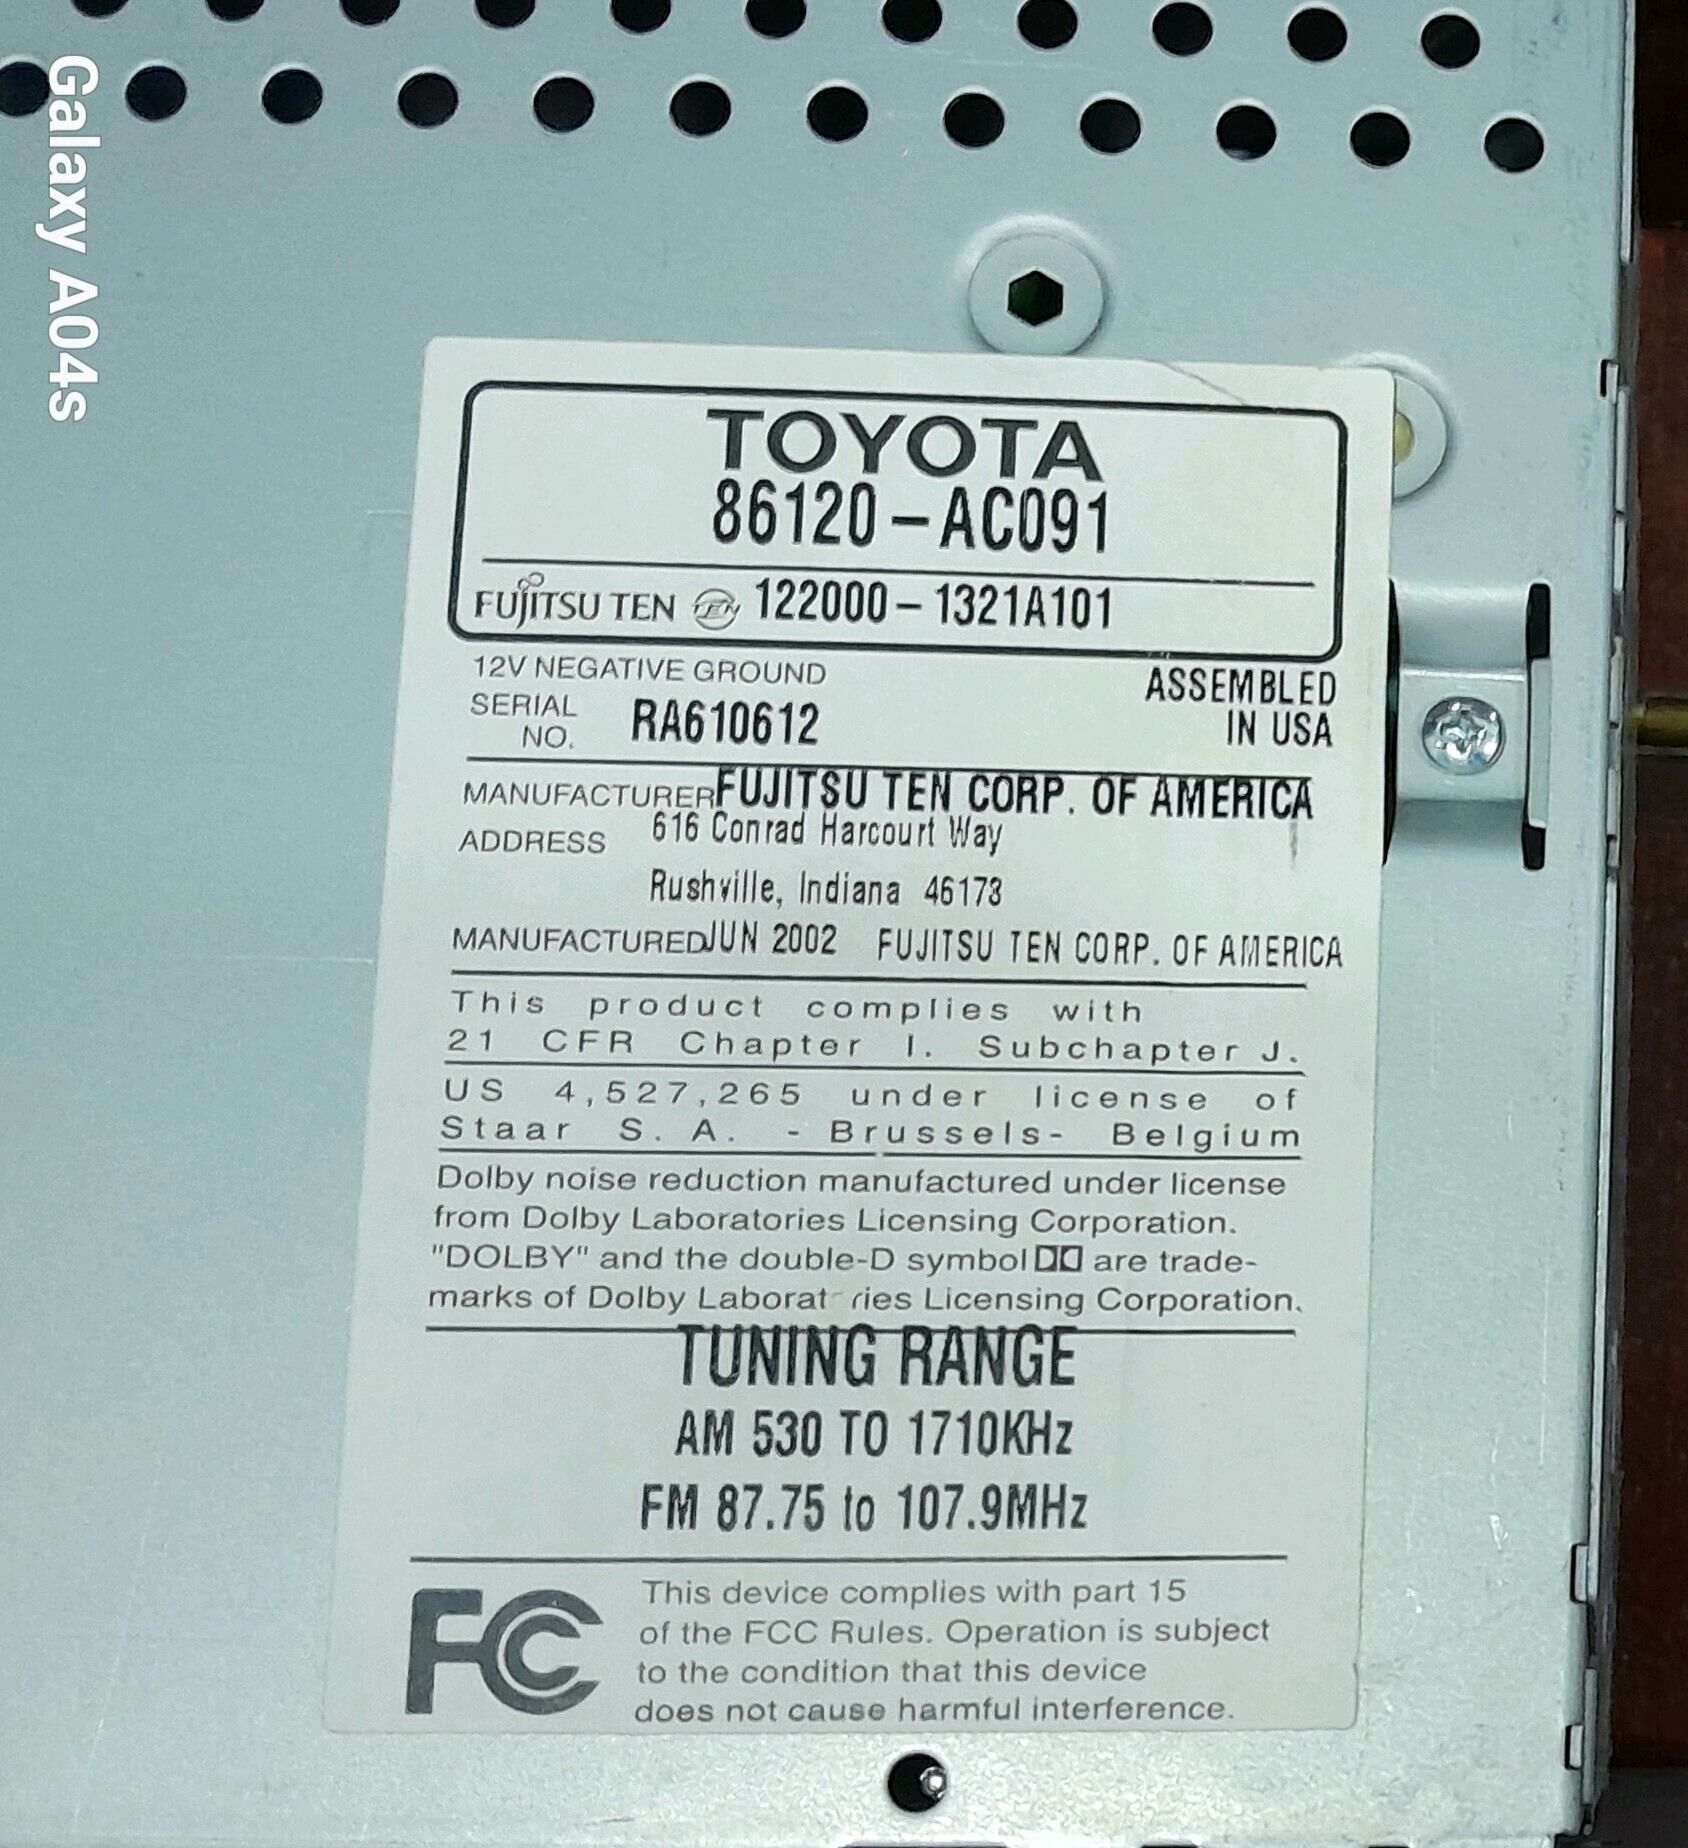 Galaxy A04s
TOYOTA
86120-AC091
FUJITSU TEN TEN 122000-1321A101
12V NEGATIVE GROUND
SERIAL NO. RA610612
ASSEMBLED
IN USA
MANUFACTURER FUJITSU TEN CORP. OF AMERICA
ADDRESS 616 Conrad Harcourt Way
Rushville, Indiana 46173
MANUFACTURED JUN 2002 FUJITSU TEN CORP. OF AMERICA
This product complies with
21 CFR Chapter I. Subchapter J.
US 4,527,265 under license of
Staar S. A. - Brussels- Belgium
Dolby noise reduction manufactured under license
from Dolby Laboratories Licensing Corporation.
"DOLBY" and the double-D symbol are trade-
marks of Dolby Laborat ries Licensing Corporation.
TUNING RANGE
AM 530 TO 1710KHz
FM 87.75 to 107.9MHz
FC
This device complies with part 15
of the FCC Rules. Operation is subject
to the condition that this device
does not cause harmful interference.